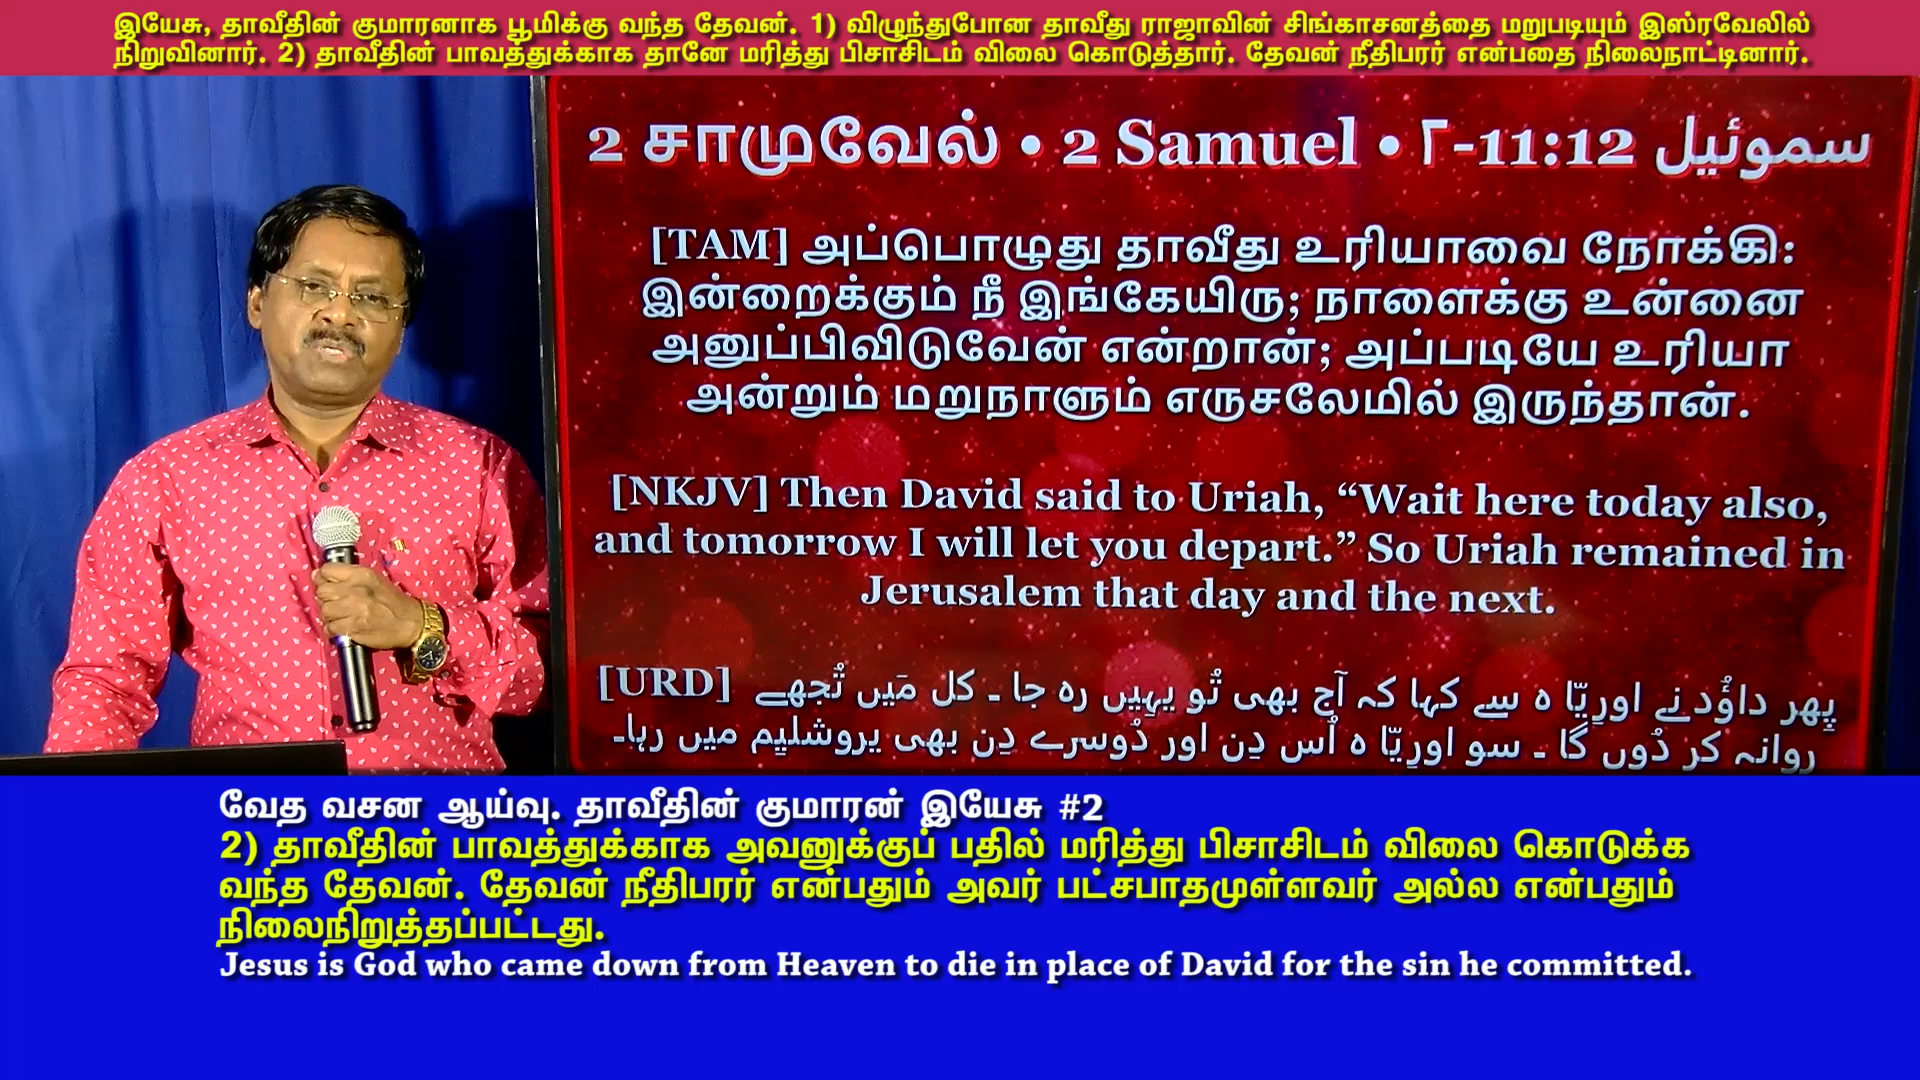 இயேசு, தாவீதின் குமாரனாக பூமிக்கு வந்த தேவன். 1) விழுந்துபோன தாவீது ராஜாவின் சிங்காசனத்தை மறுபடியும் இஸ்ரவேலில்
நிறுவினார். 2) தாவீதின் பாவத்துக்காக தானே மரித்து பிசாசிடம் விலை கொடுத்தார். தேவன் நீதிபரர் என்பதை நிலைநாட்டினார்.
2 சாமுவேல் • 2 Samuel • ۲-11:12 سموئیل
[TAM] அப்பொழுது தாவீது உரியாவை நோக்கி:
இன்றைக்கும் நீ இங்கேயிரு; நாளைக்கு உன்னை
அனுப்பிவிடுவேன் என்றான்; அப்படியே உரியா
அன்றும் மறுநாளும் எருசலேமில் இருந்தான்.
[NKJV] Then David said to Uriah, “Wait here today also,
and tomorrow I will let you depart.” So Uriah remained in
Jerusalem that day and the next.
[URD] پِھر داؤُد نے اورِیّا ہ سے کہا کہ آج بھی تُو یہِیں رہ جا ۔ کل مَیں تُجھے
روانہ کر دُوں گا ۔ سو اورِیّا ہ اُس دِن اور دُوسرے دِن بھی یروشلیِم میں رہا۔
வேத வசன ஆய்வு. தாவீதின் குமாரன் இயேசு #2
2) தாவீதின் பாவத்துக்காக அவனுக்குப் பதில் மரித்து பிசாசிடம் விலை கொடுக்க
வந்த தேவன். தேவன் நீதிபரர் என்பதும் அவர் பட்சபாதமுள்ளவர் அல்ல என்பதும்
நிலைநிறுத்தப்பட்டது.
Jesus is God who came down from Heaven to die in place of David for the sin he committed.